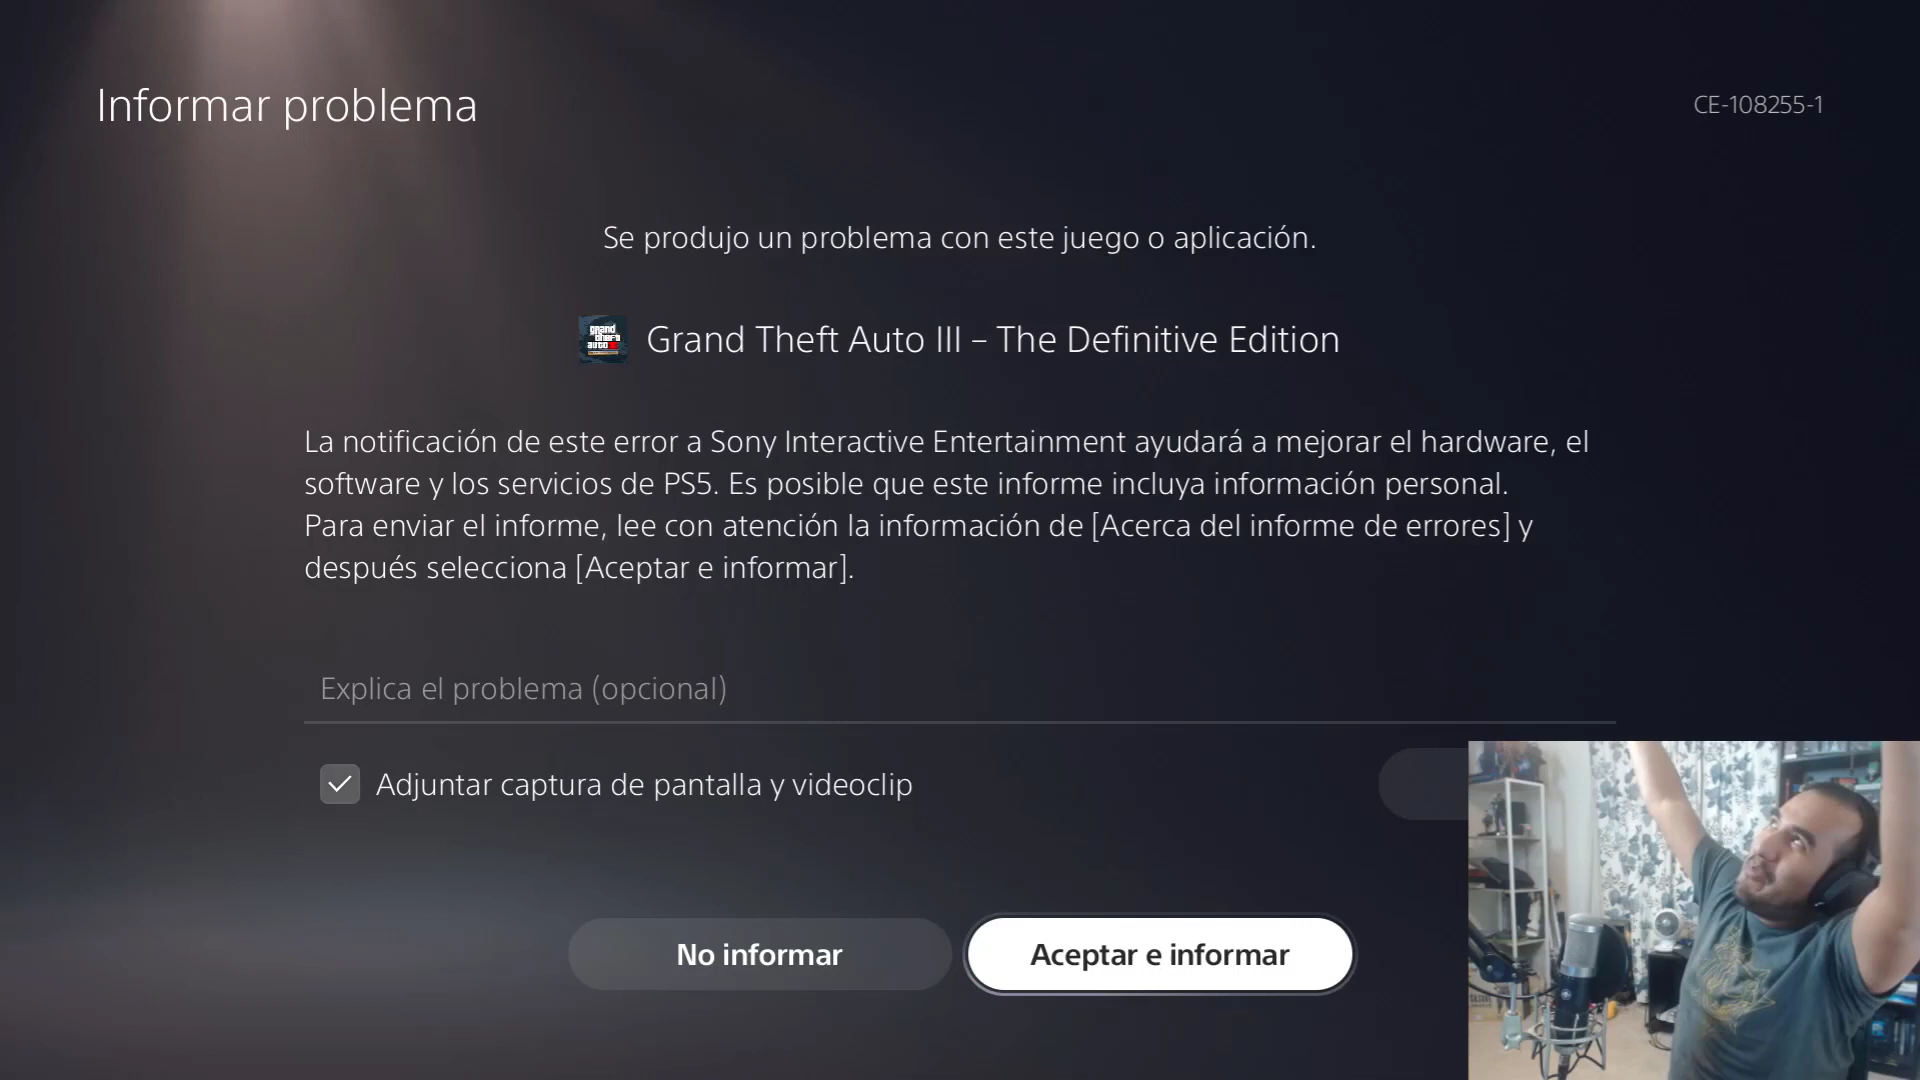 Informar problema
CE-108255-1
Se produjo un problema con este juego o aplicación.
grand
theft
auto
Grand Theft Auto III – The Definitive Edition
La notificación de este error a Sony Interactive Entertainment ayudará a mejorar el hardware, el
software y los servicios de PS5. Es posible que este informe incluya información personal.
Para enviar el informe, lee con atención la información de [Acerca del informe de errores] y
después selecciona [Aceptar e informar].
Explica el problema (opcional)
Adjuntar captura de pantalla y videoclip
No informar
Aceptar e informar